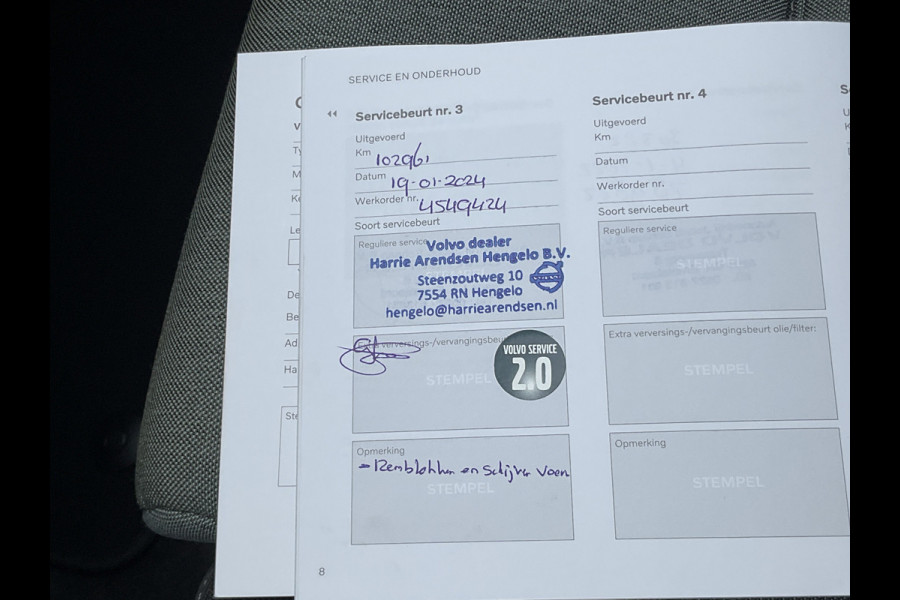 SERVICE EN ONDERHOUD
Servicebeurt nr. 3
Uitgevoerd
Km 102961
Datum 19-01-2024
Werkorder nr. 4549424
Soort servicebeurt
Reguliere service
Volvo dealer
Harrie Arendsen Hengelo B.V.
Steenzoutweg 10
7554 RN Hengelo
hengelo@harriearendsen.nl
verversings-/vervangingsbeu
VOLVO SERVICE
2.0
STEMPEL
Opmerking
- Remblokken en Schijven Voor
STEMPEL
8
Servicebeurt nr. 4
Uitgevoerd
Km
Datum
Werkorder nr.
Soort servicebeurt
Reguliere service
STEMPEL
Extra verversings-/vervangingsbeurt olie/filter:
STEMPEL
Opmerking
STEMPEL